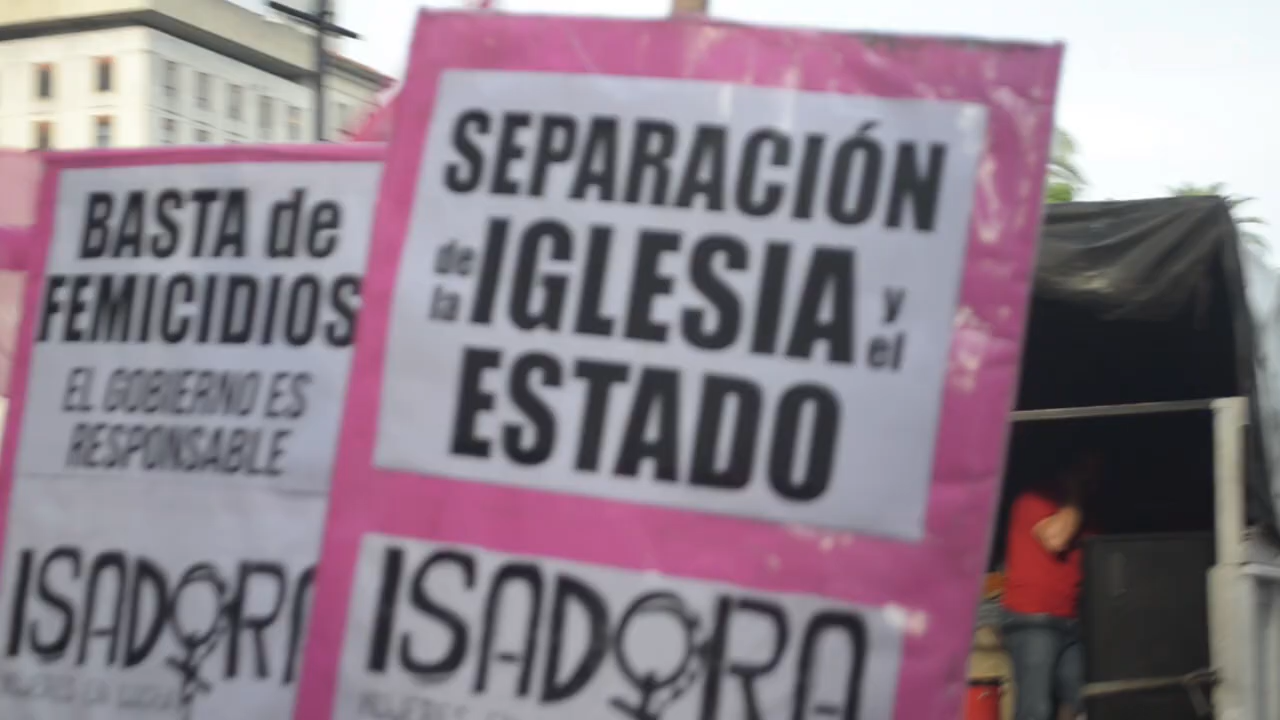 BASTA de
FEMICIDIOS
EL GOBIERNO ES
RESPONSABLE
ISADORA
SEPARACIÓN
de la IGLESIA y el
ESTADO
ISADORA